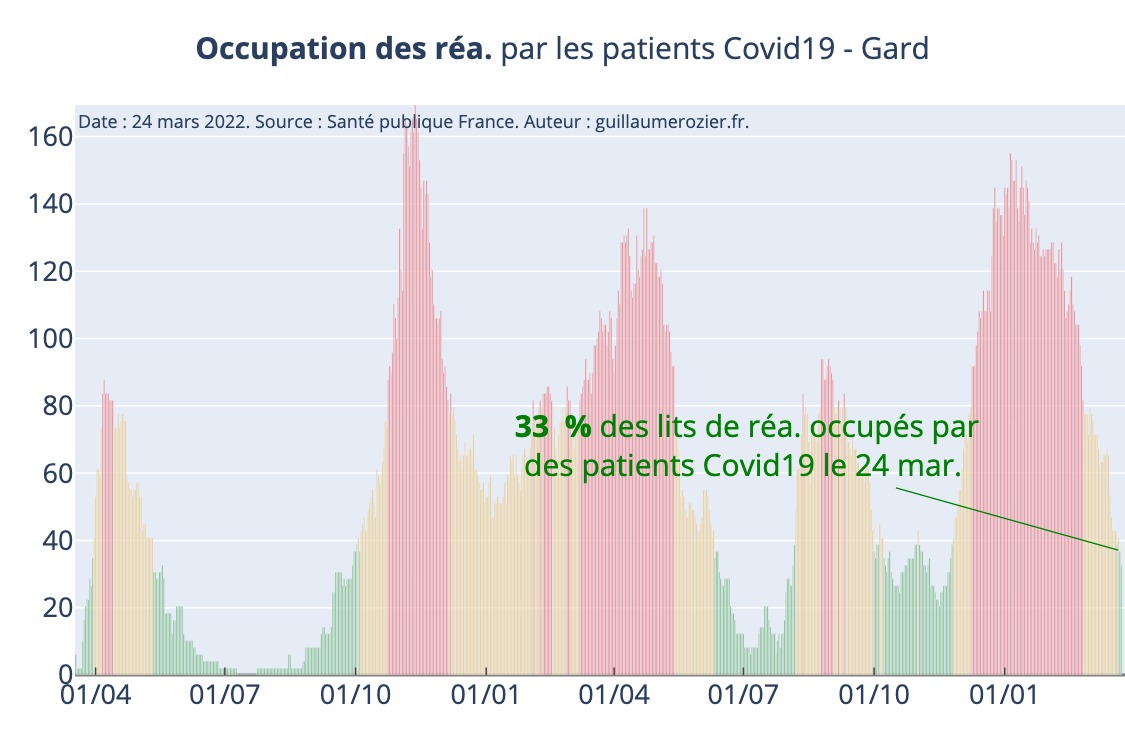 Occupation des réa. par les patients Covid19 - Gard
Date : 24 mars 2022. Source : Santé publique France. Auteur : guillaumerozier.fr.
160
140
120
100
80
60
40
20
0
33 % des lits de réa. occupés par
des patients Covid19 le 24 mar.
01/04 01/07 01/10 01/01 01/04 01/07 01/10 01/01